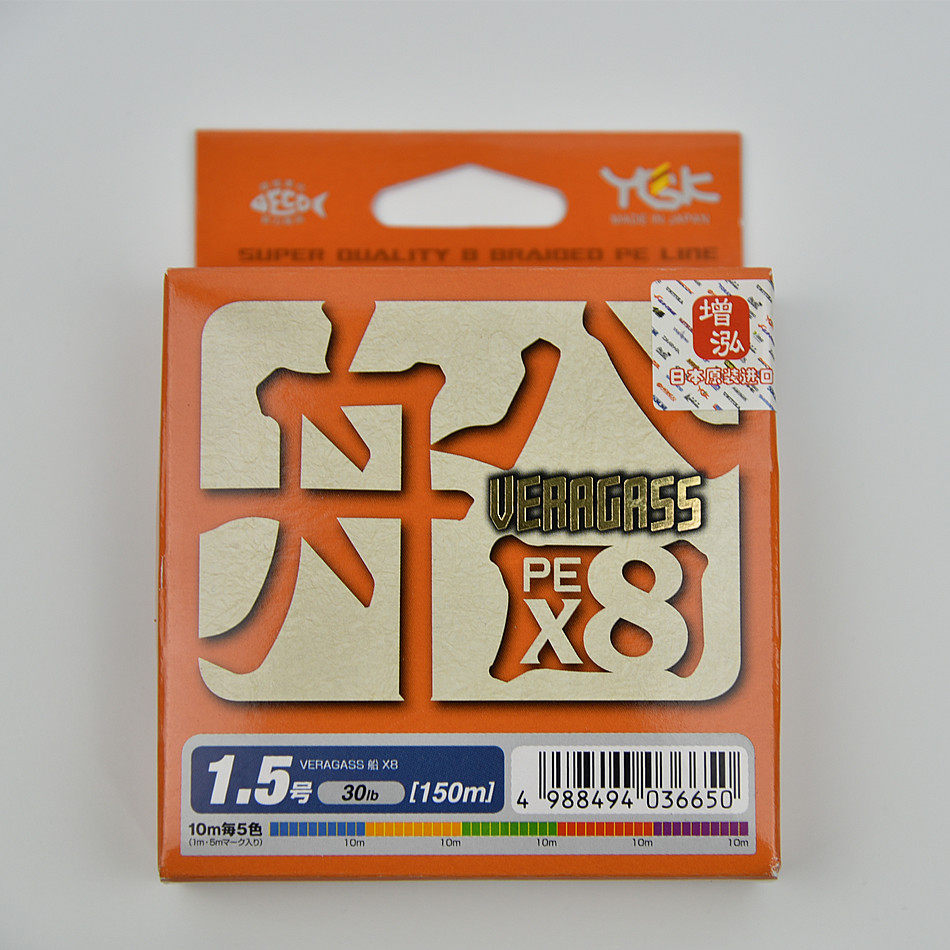 YGK
MADE IN JAPAN
SUPER QUALITY 8 BRAIDED PE LINE
増
泓
日本原装进口
船
VERAGASS
PE
X8
1.5号
VERAGASS 船 X8
30lb
[150m]
4 988494 036650
10m毎5色
(1m・5mマーク入り)
10m 10m 10m 10m 10m